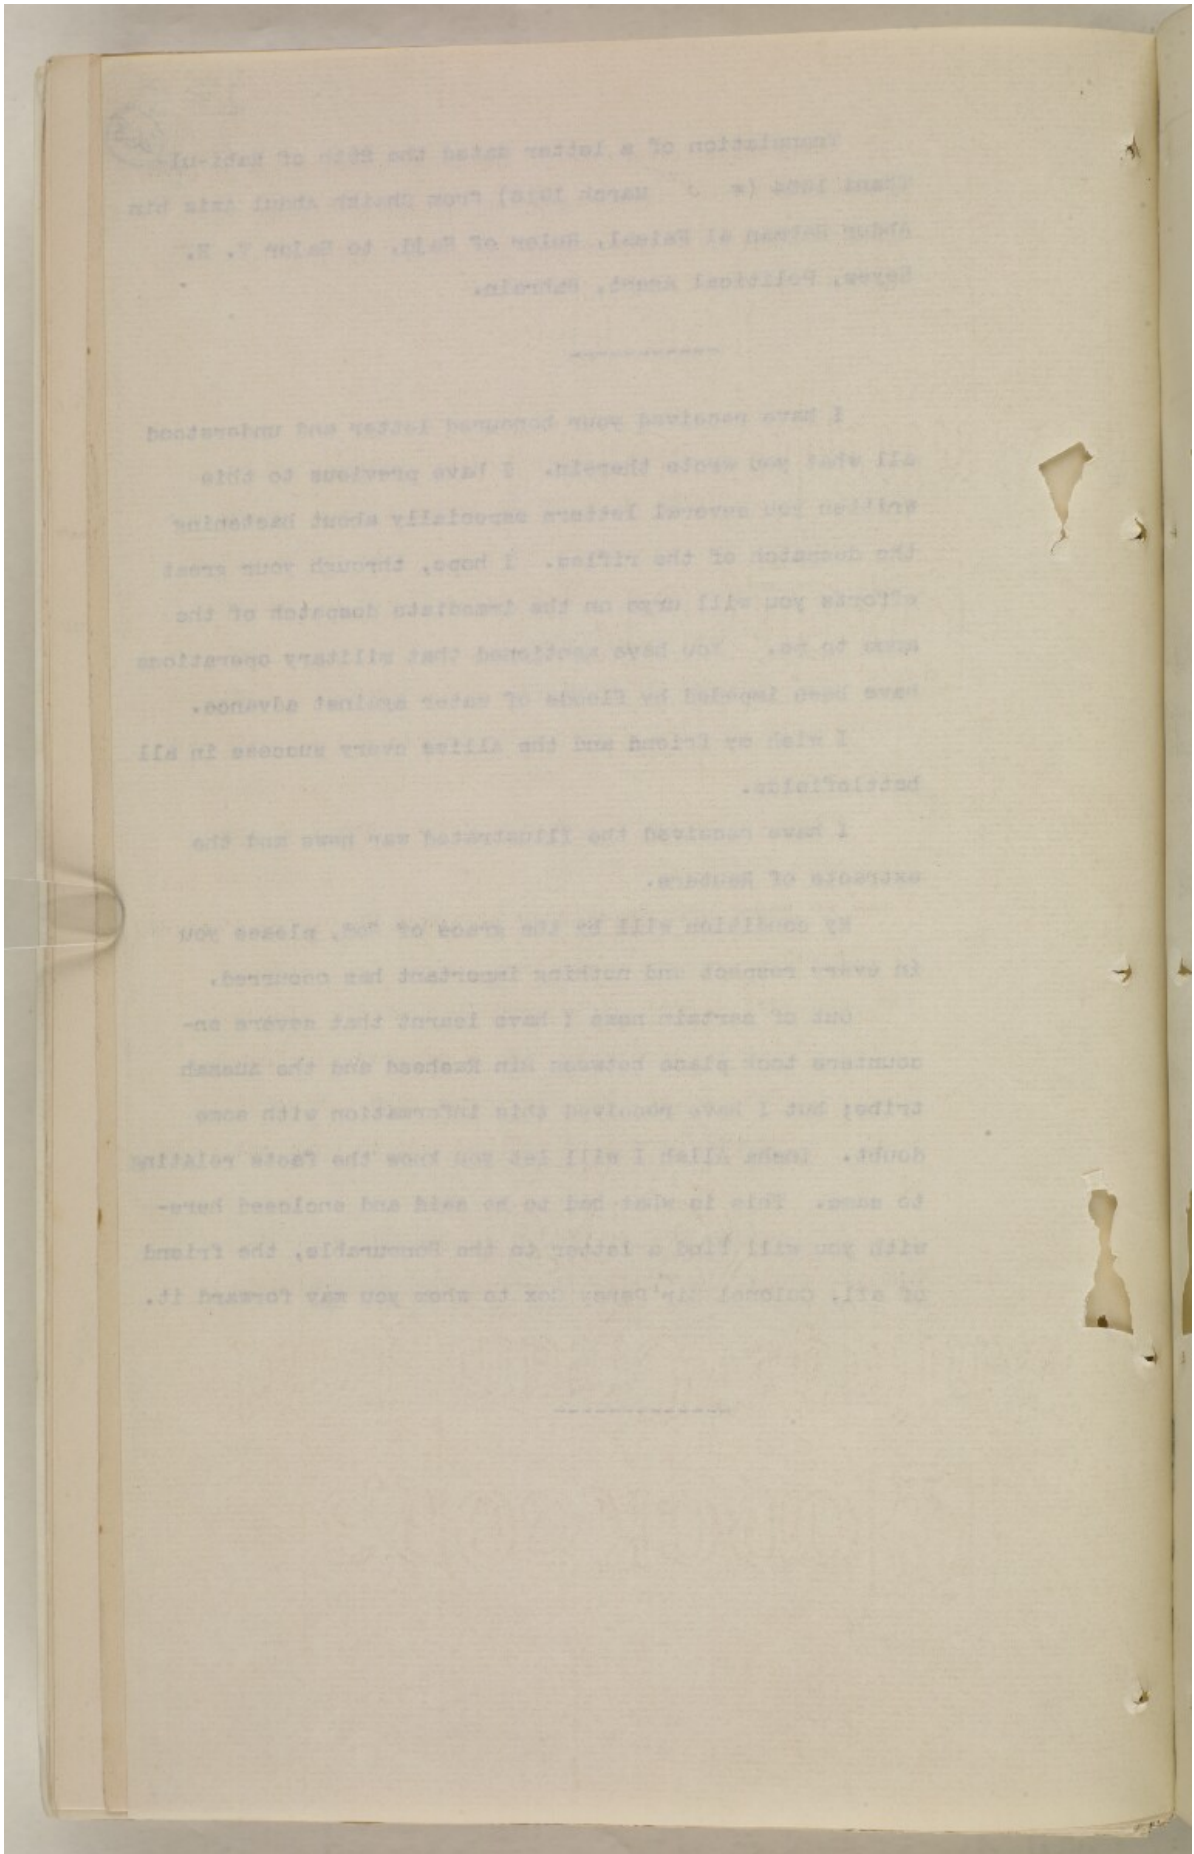 Translation of a letter dated the 28th of Rabi-ul-
Thani 1334 ( March 1916) from Shaikh Abdul Aziz bin
Abdur Rahman al Faisal, Ruler of Najd, to Major T. H.
Keyes, Political Agent, Bahrain.
------------
I have received your honoured letter and understood
all what you wrote therein. I have previous to this
written you several letters especially about hastening
the despatch of the rifles. I hope, through your great
efforts you will urge on the immediate despatch of the
same to me. You have mentioned that military operations
have been impeded by floods of water against advance.
I wish my friend and the Allies every success in all
battlefields.
I have received the illustrated war news and the
extracts of Reuters.
My condition will by the grace of God, please you
in every respect and nothing important has occurred.
Out of certain news I have learnt that severe en-
counters took place between bin Rasheed and the
tribe; but I have received this information with some
doubt. Insha Allah I will let you know the facts relating
to same. This is what had to be said and enclosed here-
with you will find a letter to the Honourable, the friend
of all, Colonel Sir Percy Cox to whom you may forward it.
-------------